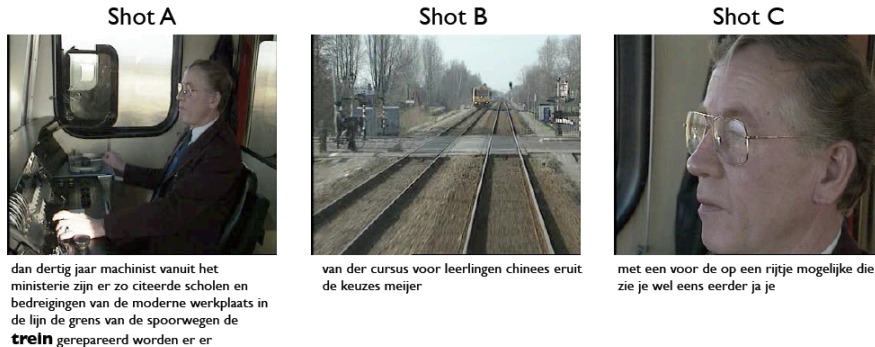 Shot A
dan dertig jaar machinist vanuit het
ministerie zijn er zo citeerde scholen en
bedreigingen van de moderne werkplaats in
de lijn de grens van de spoorwegen de
trein gerepareerd worden er er
Shot B
van der cursus voor leerlingen chinees eruit
de keuzes meijer
Shot C
met een voor de op een rijtje mogelijke die
zie je wel eens eerder ja je